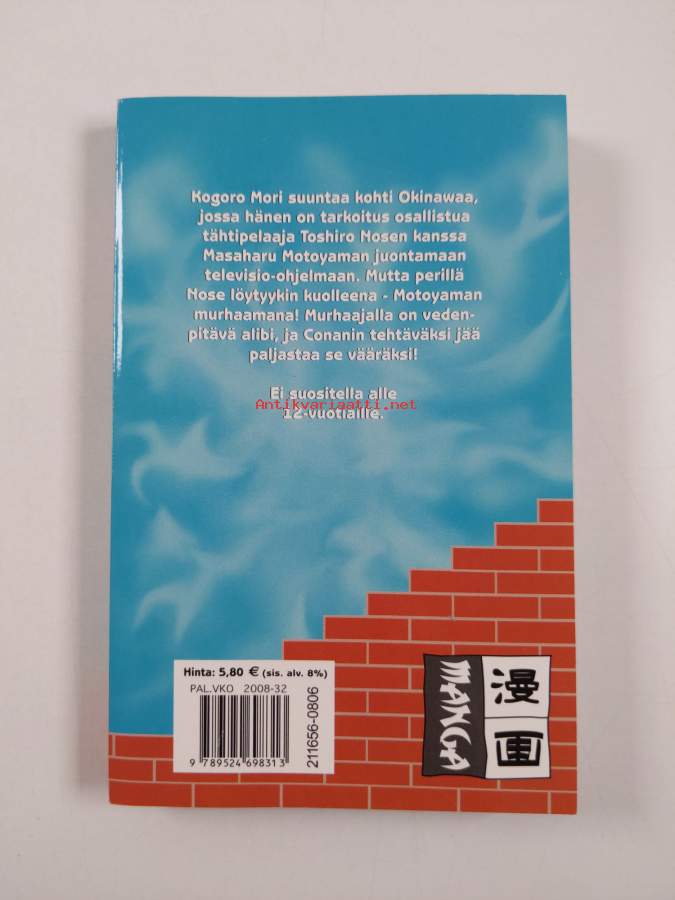 Kogoro Mori suuntaa kohti Okinawaa,
jossa hänen on tarkoitus osallistua
tähtipelaaja Toshiro Nosen kanssa
Masaharu Motoyaman juontamaan
televisio-ohjelmaan. Mutta perillä
Nose löytyykin kuolleena - Motoyaman
murhaamana! Murhaajalla on veden-
pitävä alibi, ja Conanin tehtäväksi jää
paljastaa se vääräksi!
Ei suositella alle
Antikvariaatti.net
12-vuotiaille.
Hinta: 5,80 € (sis. alv. 8%)
PAL.VKO 2008-32
9 789524 698313
211656-0806
MANGA
漫画